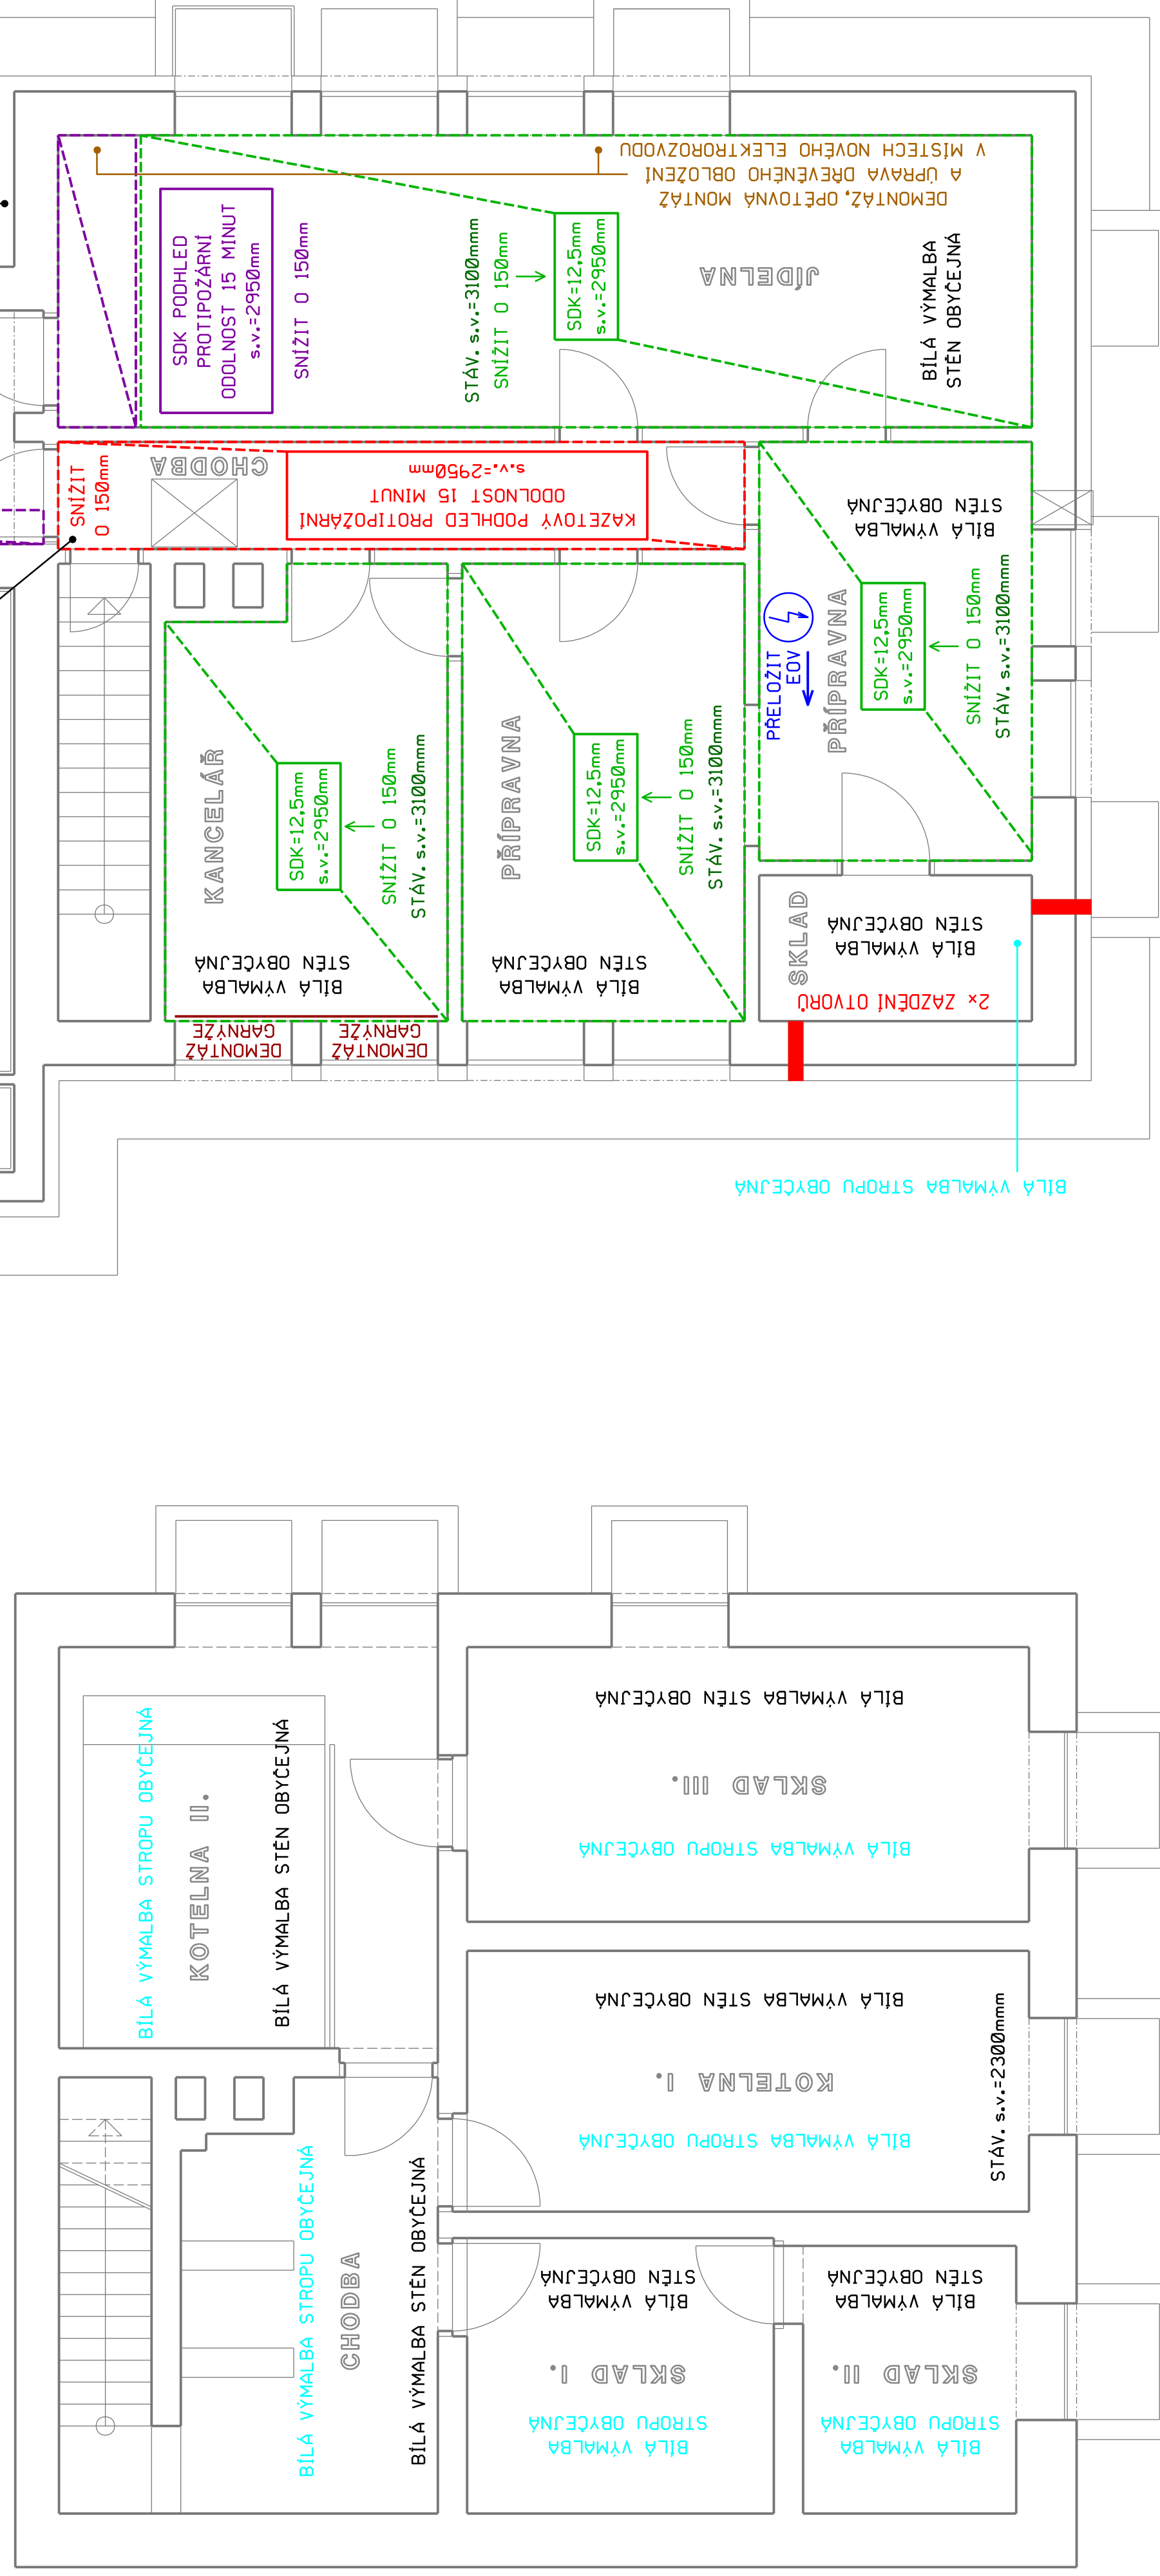 DEMONTÁŽ, OPĚTOVNÁ MONTÁŽ
A ÚPRAVA DŘEVĚNÉHO OBLOŽENÍ
V MÍSTECH NOVÉHO ELEKTROROZVODU
SDK PODHLED
PROTIPOŽÁRNÍ
ODOLNOST 15 MINUT
s.v.=2950mm
SNÍŽIT O 150mm
STÁV. s.v.=3100mmm
SNÍŽIT O 150mm
SDK=12,5mm
s.v.=2950mm
JÍDELNA
BÍLÁ VÝMALBA
STĚN OBYČEJNÁ
SNÍŽIT
O 150mm
CHODBA
KAZETOVÝ PODHLED PROTIPOŽÁRNÍ
ODOLNOST 15 MINUT
s.v.=2950mm
BÍLÁ VÝMALBA
STĚN OBYČEJNÁ
PŘELOŽIT
EOV
PŘÍPRAVNA
SDK=12,5mm
s.v.=2950mm
SNÍŽIT O 150mm
STÁV. s.v.=3100mmm
KANCELÁŘ
SDK=12,5mm
s.v.=2950mm
SNÍŽIT O 150mm
STÁV. s.v.=3100mmm
BÍLÁ VÝMALBA
STĚN OBYČEJNÁ
DEMONTÁŽ
GARNÝŽE
DEMONTÁŽ
GARNÝŽE
PŘÍPRAVNA
SDK=12,5mm
s.v.=2950mm
SNÍŽIT O 150mm
STÁV. s.v.=3100mmm
BÍLÁ VÝMALBA
STĚN OBYČEJNÁ
SKLAD
BÍLÁ VÝMALBA
STĚN OBYČEJNÁ
2x ZAZDĚNÍ OTVORŮ
BÍLÁ VÝMALBA STROPU OBYČEJNÁ
BÍLÁ VÝMALBA STROPU OBYČEJNÁ
KOTELNA II.
BÍLÁ VÝMALBA STĚN OBYČEJNÁ
BÍLÁ VÝMALBA STĚN OBYČEJNÁ
SKLAD III.
BÍLÁ VÝMALBA STROPU OBYČEJNÁ
BÍLÁ VÝMALBA STĚN OBYČEJNÁ
KOTELNA I.
BÍLÁ VÝMALBA STROPU OBYČEJNÁ
STÁV. s.v.=2300mmm
BÍLÁ VÝMALBA STROPU OBYČEJNÁ
CHODBA
BÍLÁ VÝMALBA STĚN OBYČEJNÁ
BÍLÁ VÝMALBA
STĚN OBYČEJNÁ
SKLAD I.
BÍLÁ VÝMALBA
STROPU OBYČEJNÁ
BÍLÁ VÝMALBA
STĚN OBYČEJNÁ
SKLAD II.
BÍLÁ VÝMALBA
STROPU OBYČEJNÁ